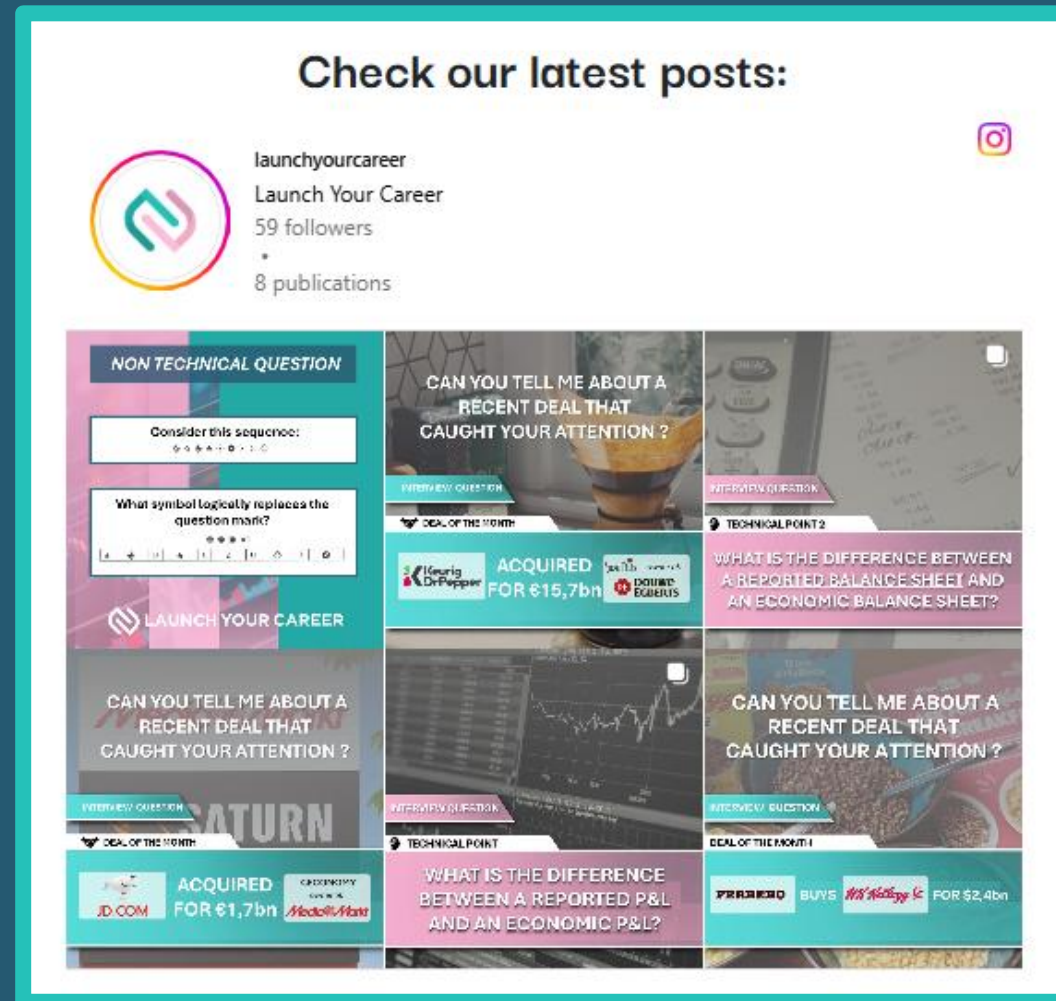 Check our latest posts:
launchyourcareer
Launch Your Career
59 followers
•
8 publications
NON TECHNICAL QUESTION
Consider this sequence:
What symbol logically replaces the
question mark?
LAUNCH YOUR CAREER
CAN YOU TELL ME ABOUT A
RECENT DEAL THAT
CAUGHT YOUR ATTENTION ?
INTERVIEW QUESTION
DEAL OF THE MONTH
Keurig
DrPepper
ACQUIRED
FOR €15,7bn
DOUWE
EGBERTS
INTERVIEW QUESTION
TECHNICAL POINT 2
WHAT IS THE DIFFERENCE BETWEEN
A REPORTED BALANCE SHEET AND
AN ECONOMIC BALANCE SHEET?
CAN YOU TELL ME ABOUT A
RECENT DEAL THAT
CAUGHT YOUR ATTENTION ?
INTERVIEW QUESTION
SATURN
DEAL OF THE MONTH
JD.COM
ACQUIRED
FOR €1,7bn
CECONOMY
MediaMarkt
INTERVIEW QUESTION
TECHNICAL POINT
WHAT IS THE DIFFERENCE
BETWEEN A REPORTED P&L
AND AN ECONOMIC P&L?
CAN YOU TELL ME ABOUT A
RECENT DEAL THAT
CAUGHT YOUR ATTENTION ?
INTERVIEW QUESTION
DEAL OF THE MONTH
FERRERO BUYS WK Kellogg Co FOR $2,4bn